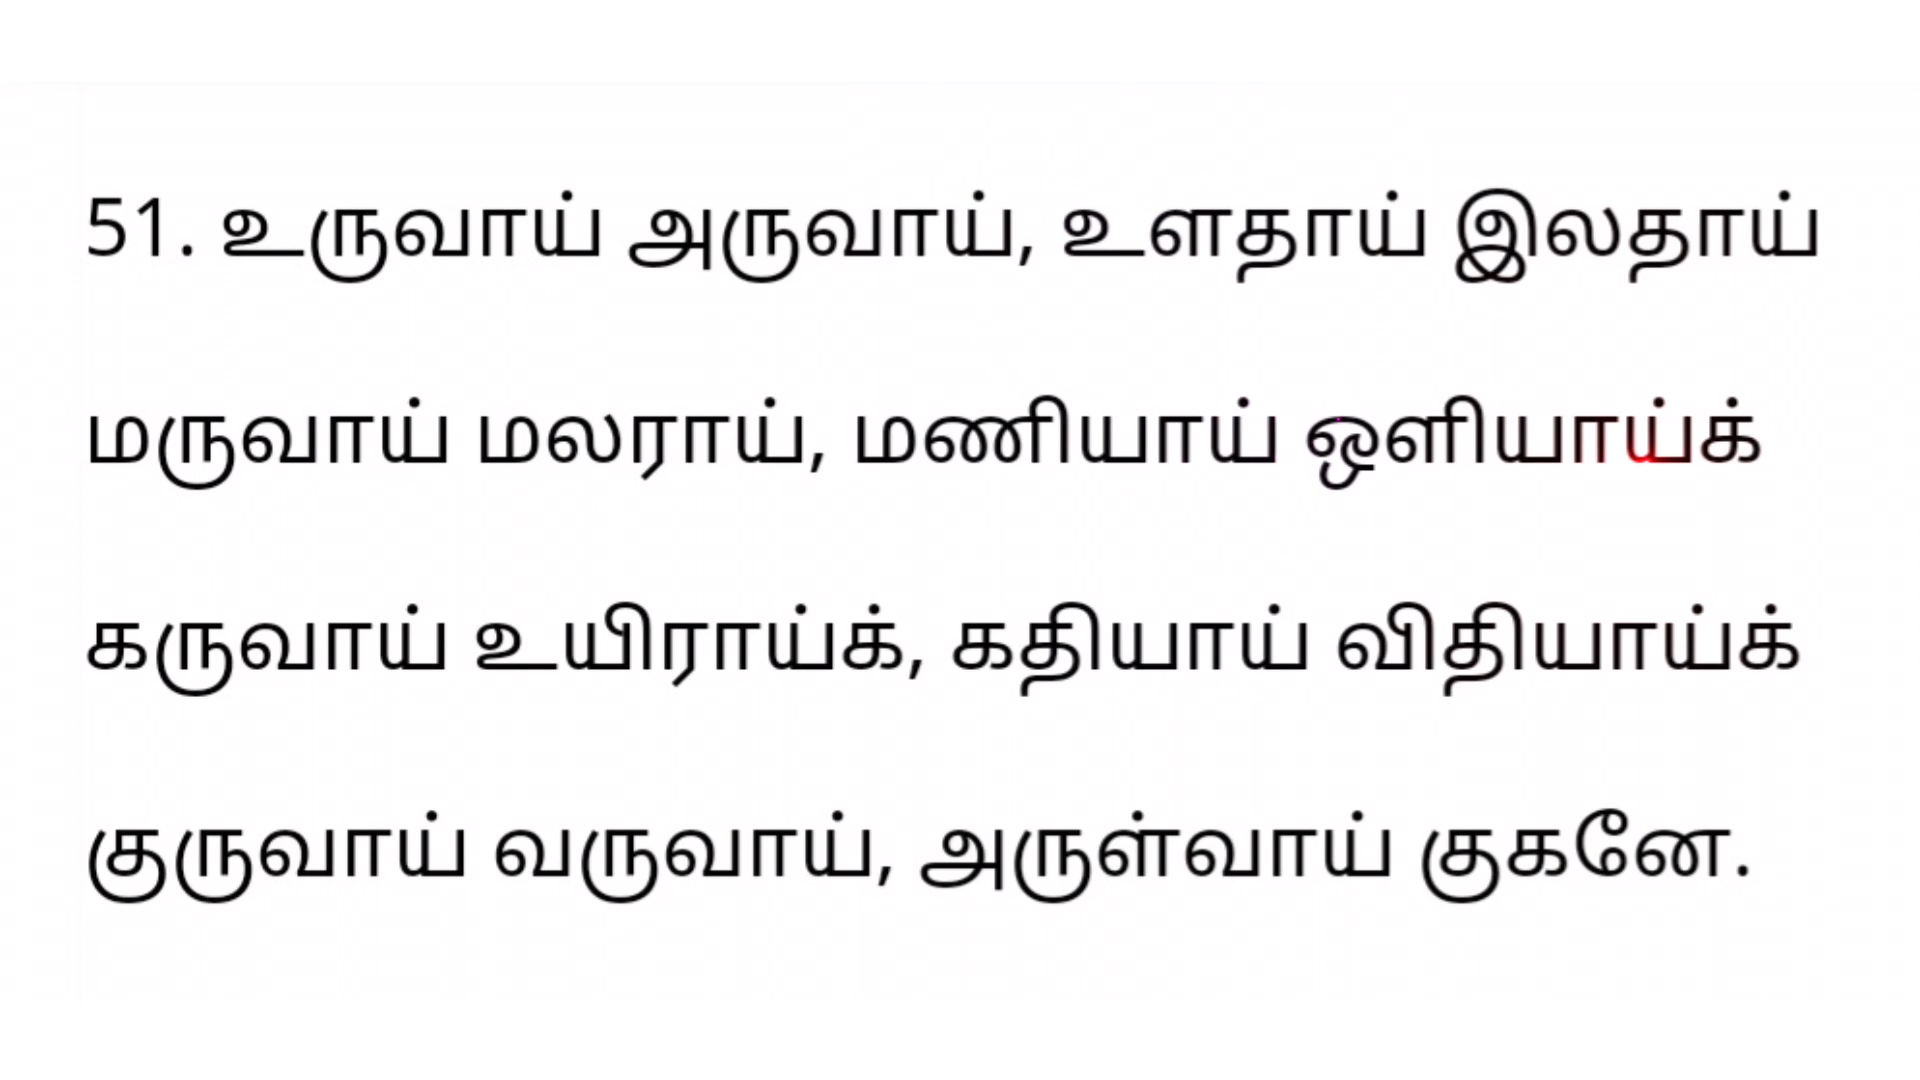 51. உருவாய் அருவாய், உளதாய் இலதாய்
மருவாய் மலராய், மணியாய் ஒளியாய்க்
கருவாய் உயிராய்க், கதியாய் விதியாய்க்
குருவாய் வருவாய், அருள்வாய் குகனே.